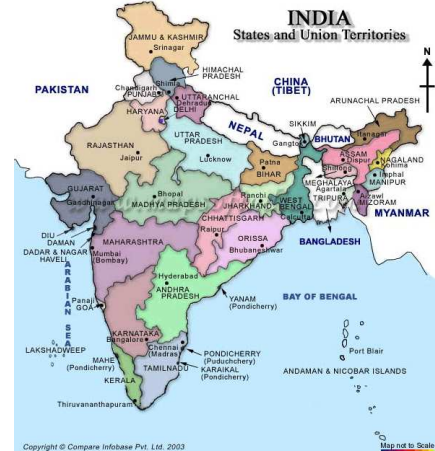 INDIA
States and Union Territories
N
JAMMU & KASHMIR
Srinagar
HIMACHAL
PRADESH
Shimla
Chandigarh
PUNJAB
PAKISTAN
UTTARANCHAL
Dehradun
CHINA
(TIBET)
ARUNACHAL PRADESH
HARYANA
DELHI
SIKKIM
Gangtok
BHUTAN
Itanagar
NEPAL
RAJASTHAN
Jaipur
UTTAR
PRADESH
Lucknow
ASSAM
Dispur
NAGALAND
Kohima
Shillong
MEGHALAYA
Imphal
MANIPUR
Patna
BIHAR
Agartala
TRIPURA
Aizawl
MIZORAM
GUJARAT
Gandhinagar
Bhopal
MADHYA PRADESH
Ranchi
JHARKHAND
WEST
BENGAL
Calcutta
MYANMAR
BANGLADESH
CHHATTISGARH
Raipur
ORISSA
Bhubaneshwar
DIU
DAMAN
DADAR & NAGAR
HAVELI
MAHARASHTRA
Mumbai
(Bombay)
ARABIAN SEA
Hyderabad
ANDHRA
PRADESH
YANAM
(Pondicherry)
BAY OF BENGAL
Panaji
GOA
KARNATAKA
Bangalore
Chennai
(Madras)
LAKSHADWEEP
MAHE
(Pondicherry)
PONDICHERRY
(Puduchery)
KARAIKAL
(Pondicherry)
TAMILNADU
KERALA
Thiruvananthapuram
Port Blair
ANDAMAN & NICOBAR ISLANDS
Copyright © Compare Infobase Pvt. Ltd. 2003
Map not to Scale